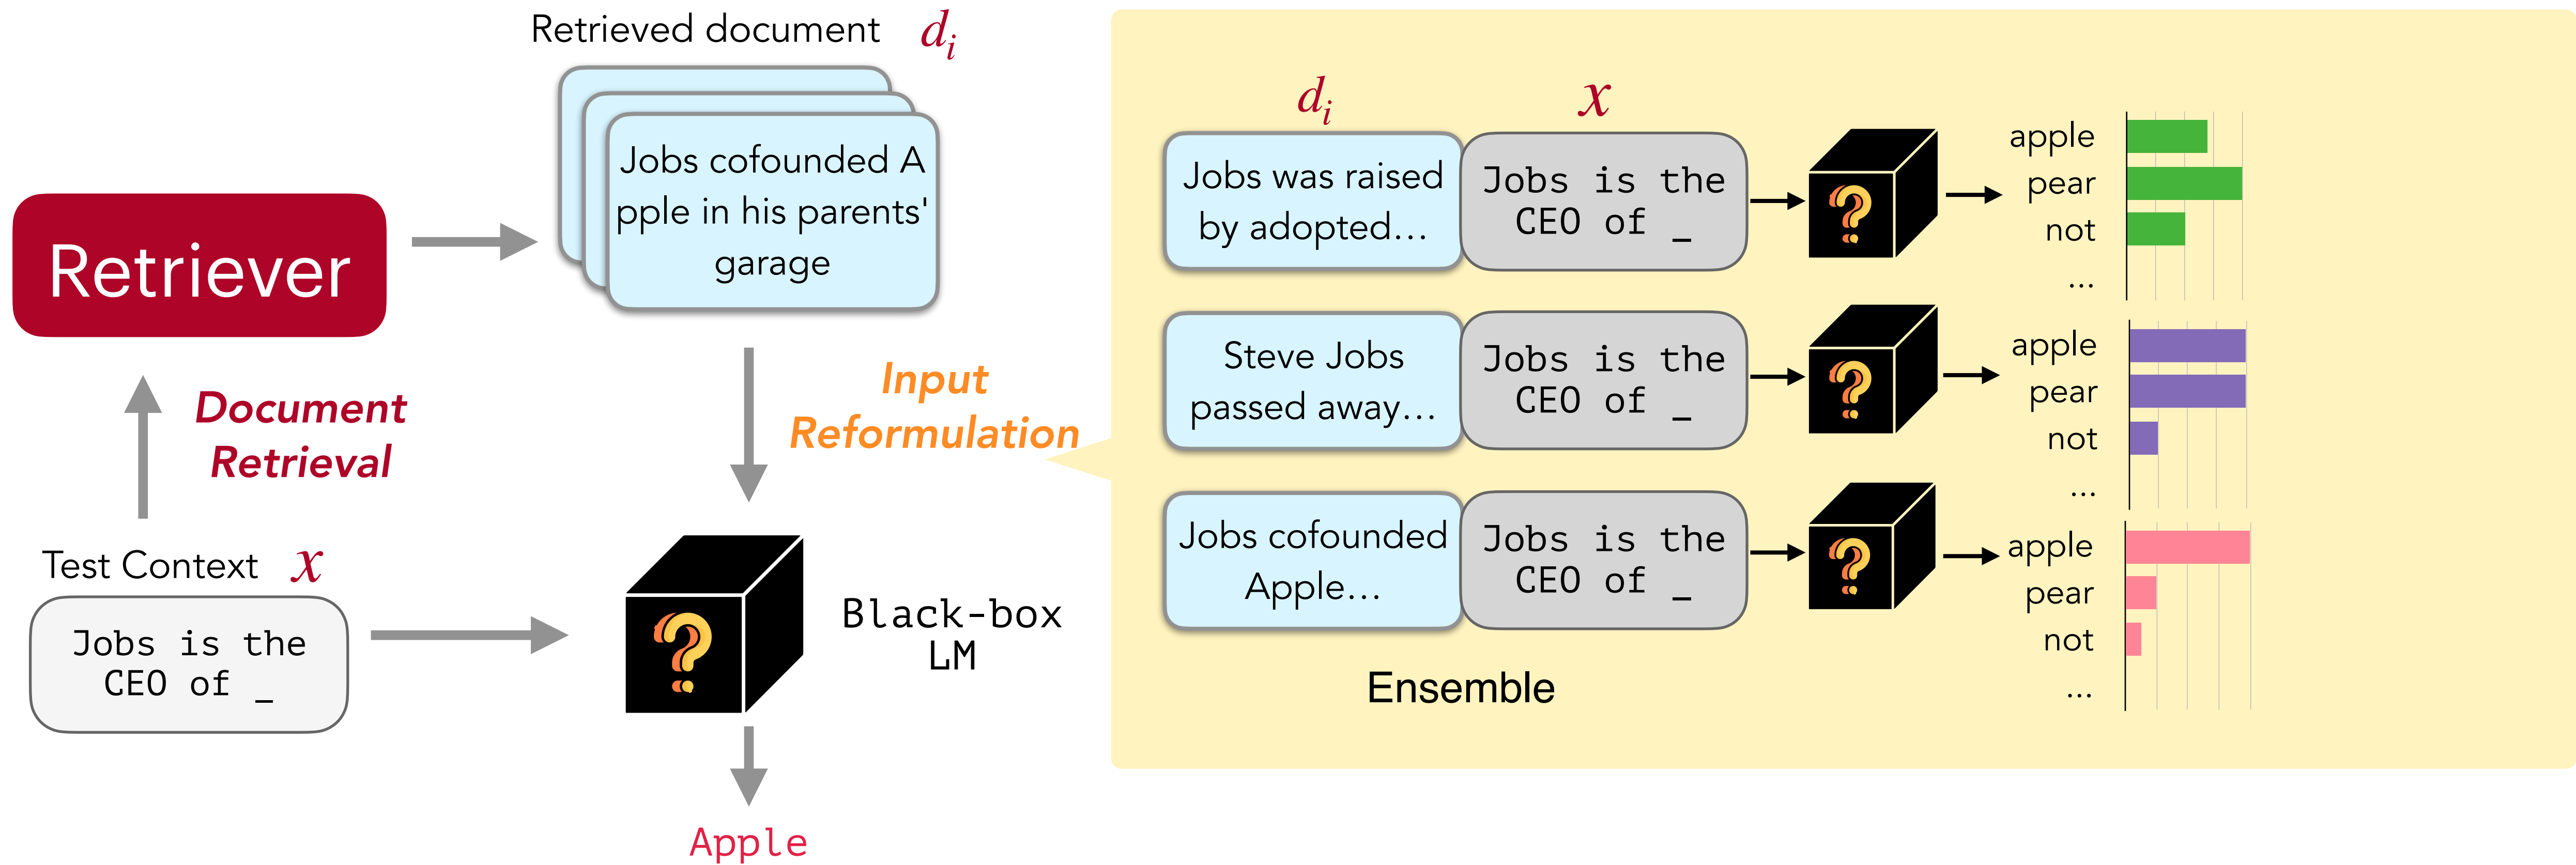 Retrieved document d_i
Jobs cofounded A
pple in his parents'
garage
Retriever
Document
Retrieval
Input
Reformulation
Test Context x
Jobs is the
CEO of _
?
Black-box
LM
Apple
d_i x
Jobs was raised
by adopted...
Jobs is the
CEO of _
?
apple
pear
not
...
Steve Jobs
passed away...
Jobs is the
CEO of _
?
apple
pear
not
...
Jobs cofounded
Apple...
Jobs is the
CEO of _
?
apple
pear
not
...
Ensemble